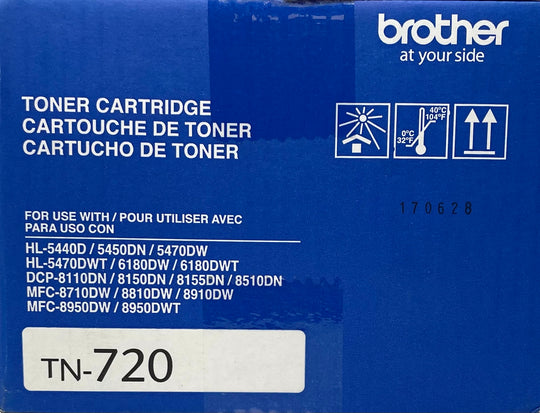 brother
at your side
TONER CARTRIDGE
CARTOUCHE DE TONER
CARTUCHO DE TONER
40°C
104°F
0°C
32°F
170628
FOR USE WITH / POUR UTILISER AVEC
PARA USO CON
HL-5440D / 5450DN / 5470DW
HL-5470DWT / 6180DW / 6180DWT
DCP-8110DN / 8150DN / 8155DN / 8510DN
MFC-8710DW / 8810DW / 8910DW
MFC-8950DW / 8950DWT
TN-720